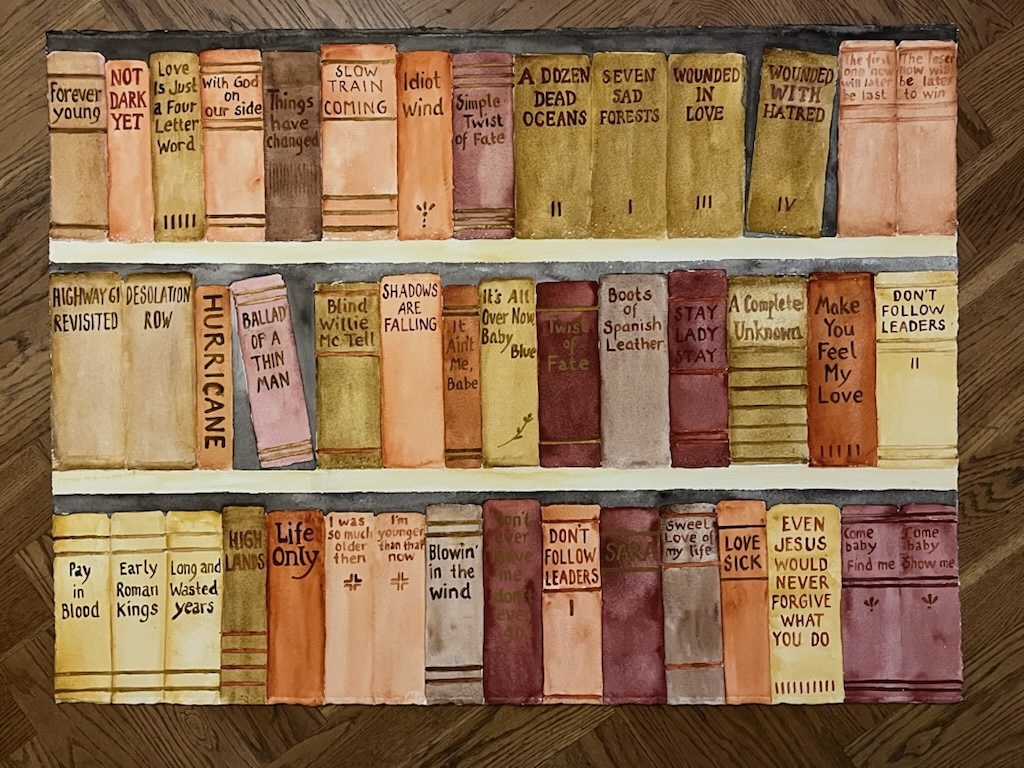 Forever
young
NOT
DARK
YET
Love
Is Just
a Four
Letter
Word
With God
on
our side
Things
have
changed
SLOW
TRAIN
COMING
Idiot
Wind
Simple
Twist
of Fate
A DOZEN
DEAD
OCEANS
II
SEVEN
SAD
FORESTS
I
WOUNDED
IN
LOVE
III
WOUNDED
WITH
HATRED
IV
The first
one now
will later
be last
The loser
now will
be later
to win
HIGHWAY 61
REVISITED
DESOLATION
ROW
HURRICANE
BALLAD
OF A
THIN
MAN
Blind
Willie
Mc Tell
SHADOWS
ARE
FALLING
It
Ain't
Me,
Babe
It's All
Over Now
Baby
Blue
Twist
of
Fate
Boots
of
Spanish
Leather
STAY
LADY
STAY
A Complete
Unknown
Make
You
Feel
My
Love
DON'T
FOLLOW
LEADERS
II
Pay
in
Blood
Early
Roman
Kings
Long and
Wasted
years
HIGH
LANDS
Life
Only
I was
so much
older
then
I'm
younger
than that
now
Blowin'
in the
wind
Don't
ever
leave
me
don't
ever
go
DON'T
FOLLOW
LEADERS
I
SARA
Sweet
Love of
my life
LOVE
SICK
EVEN
JESUS
WOULD
NEVER
FORGIVE
WHAT
YOU DO
Come
baby
Find me
Come
baby
Show me